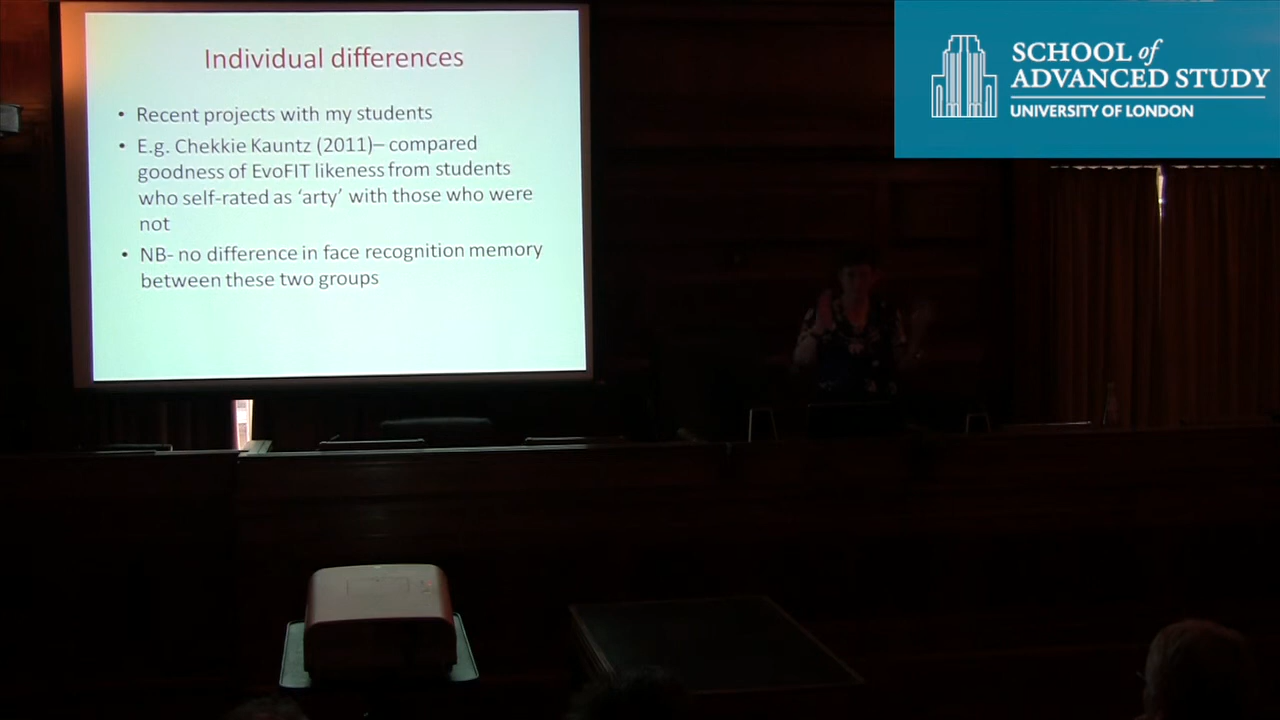 Individual differences
• Recent projects with my students
• E.g. Chekkie Kauntz (2011)– compared
goodness of EvoFIT likeness from students
who self-rated as ‘arty’ with those who were
not
• NB- no difference in face recognition memory
between these two groups
SCHOOL of
ADVANCED STUDY
UNIVERSITY OF LONDON